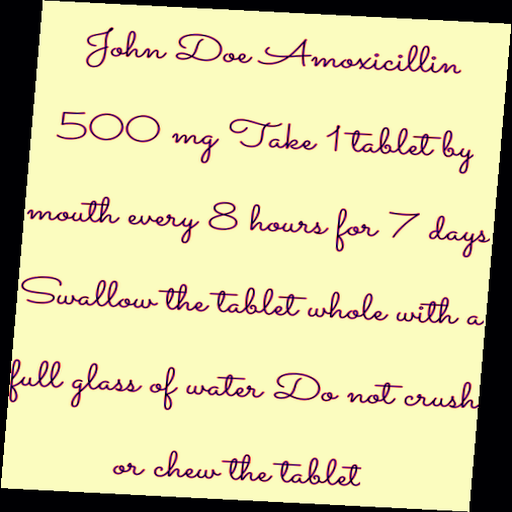 John Doe Amoxicillin
500 mg Take 1 tablet by
mouth every 8 hours for 7 days
Swallow the tablet whole with a
full glass of water Do not crush
or chew the tablet